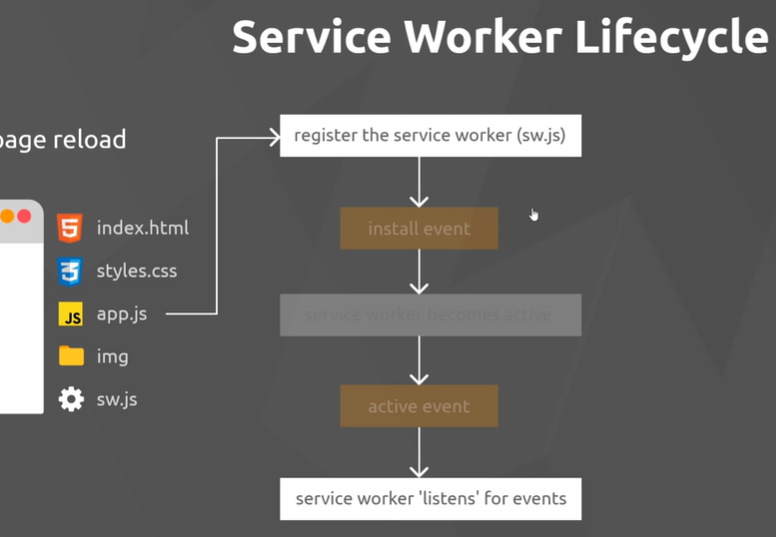 Service Worker Lifecycle
page reload
index.html
styles.css
JS app.js
img
sw.js
register the service worker (sw.js)
install event
service worker becomes active
active event
service worker 'listens' for events